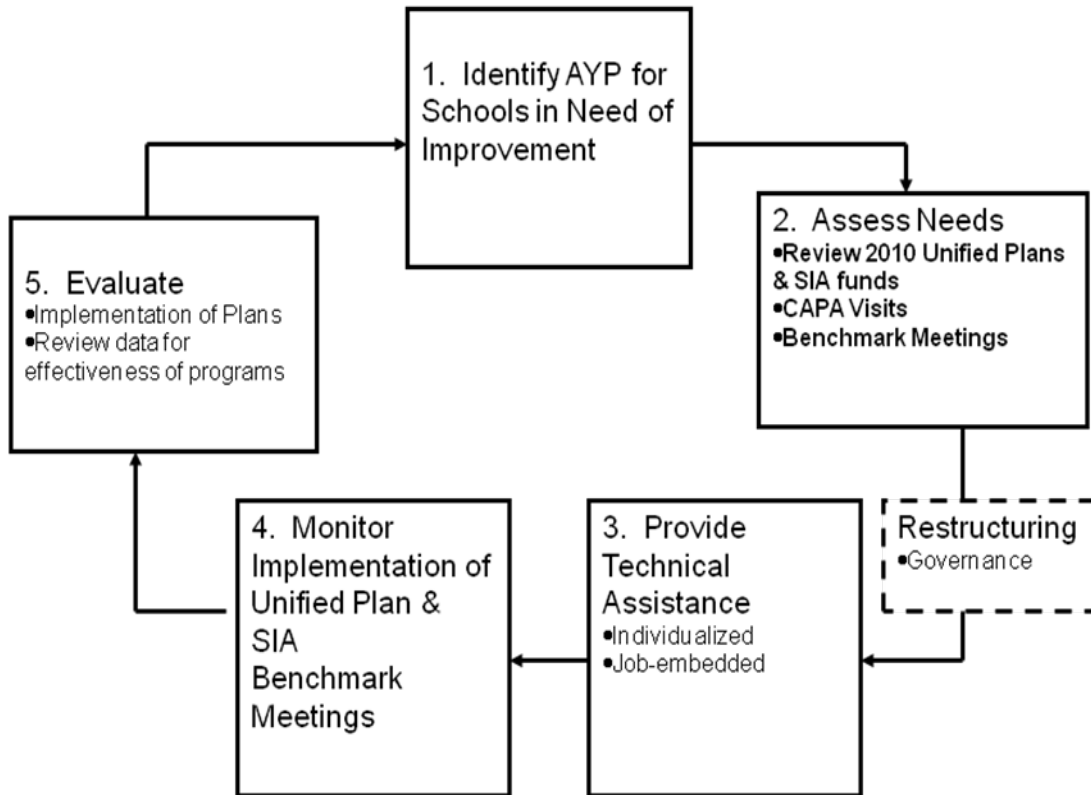 1. Identify AYP for
Schools in Need of
Improvement
2. Assess Needs
•Review 2010 Unified Plans
& SIA funds
•CAPA Visits
•Benchmark Meetings
Restructuring
•Governance
3. Provide
Technical
Assistance
•Individualized
•Job-embedded
4. Monitor
Implementation of
Unified Plan &
SIA
Benchmark
Meetings
5. Evaluate
•Implementation of Plans
•Review data for
effectiveness of programs